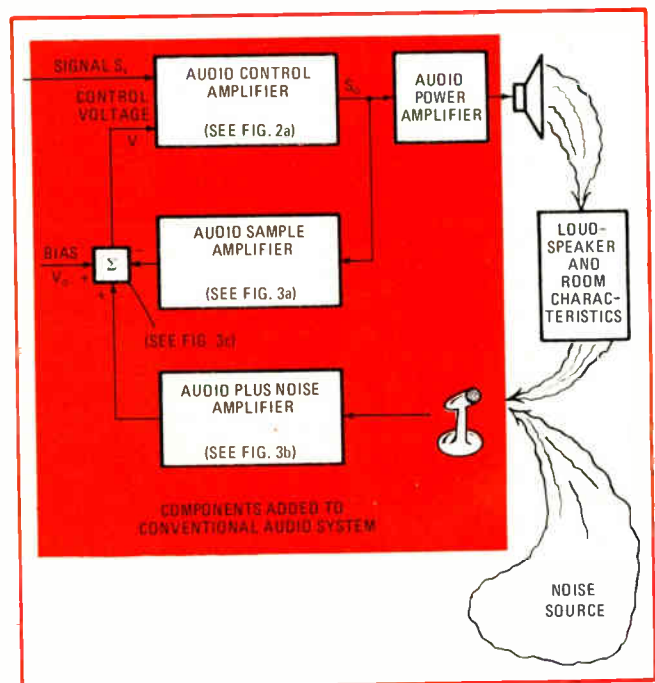 SIGNAL Si
AUDIO CONTROL
AMPLIFIER
(SEE FIG. 2a)
CONTROL
VOLTAGE
V
So
AUDIO
POWER
AMPLIFIER
AUDIO SAMPLE
AMPLIFIER
(SEE FIG. 3a)
BIAS
Vo
+
Σ
−
+
(SEE FIG. 3c)
LOUD-
SPEAKER
AND
ROOM
CHARAC-
TERISTICS
AUDIO PLUS NOISE
AMPLIFIER
(SEE FIG. 3b)
COMPONENTS ADDED TO
CONVENTIONAL AUDIO SYSTEM
NOISE
SOURCE